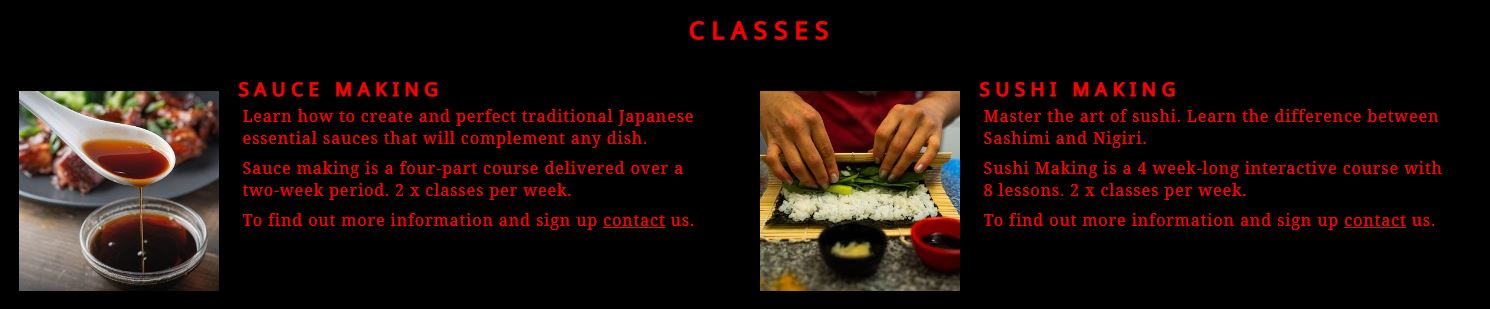 CLASSES
SAUCE MAKING
Learn how to create and perfect traditional Japanese
essential sauces that will complement any dish.
Sauce making is a four-part course delivered over a
two-week period. 2 x classes per week.
To find out more information and sign up contact us.
SUSHI MAKING
Master the art of sushi. Learn the difference between
Sashimi and Nigiri.
Sushi Making is a 4 week-long interactive course with
8 lessons. 2 x classes per week.
To find out more information and sign up contact us.